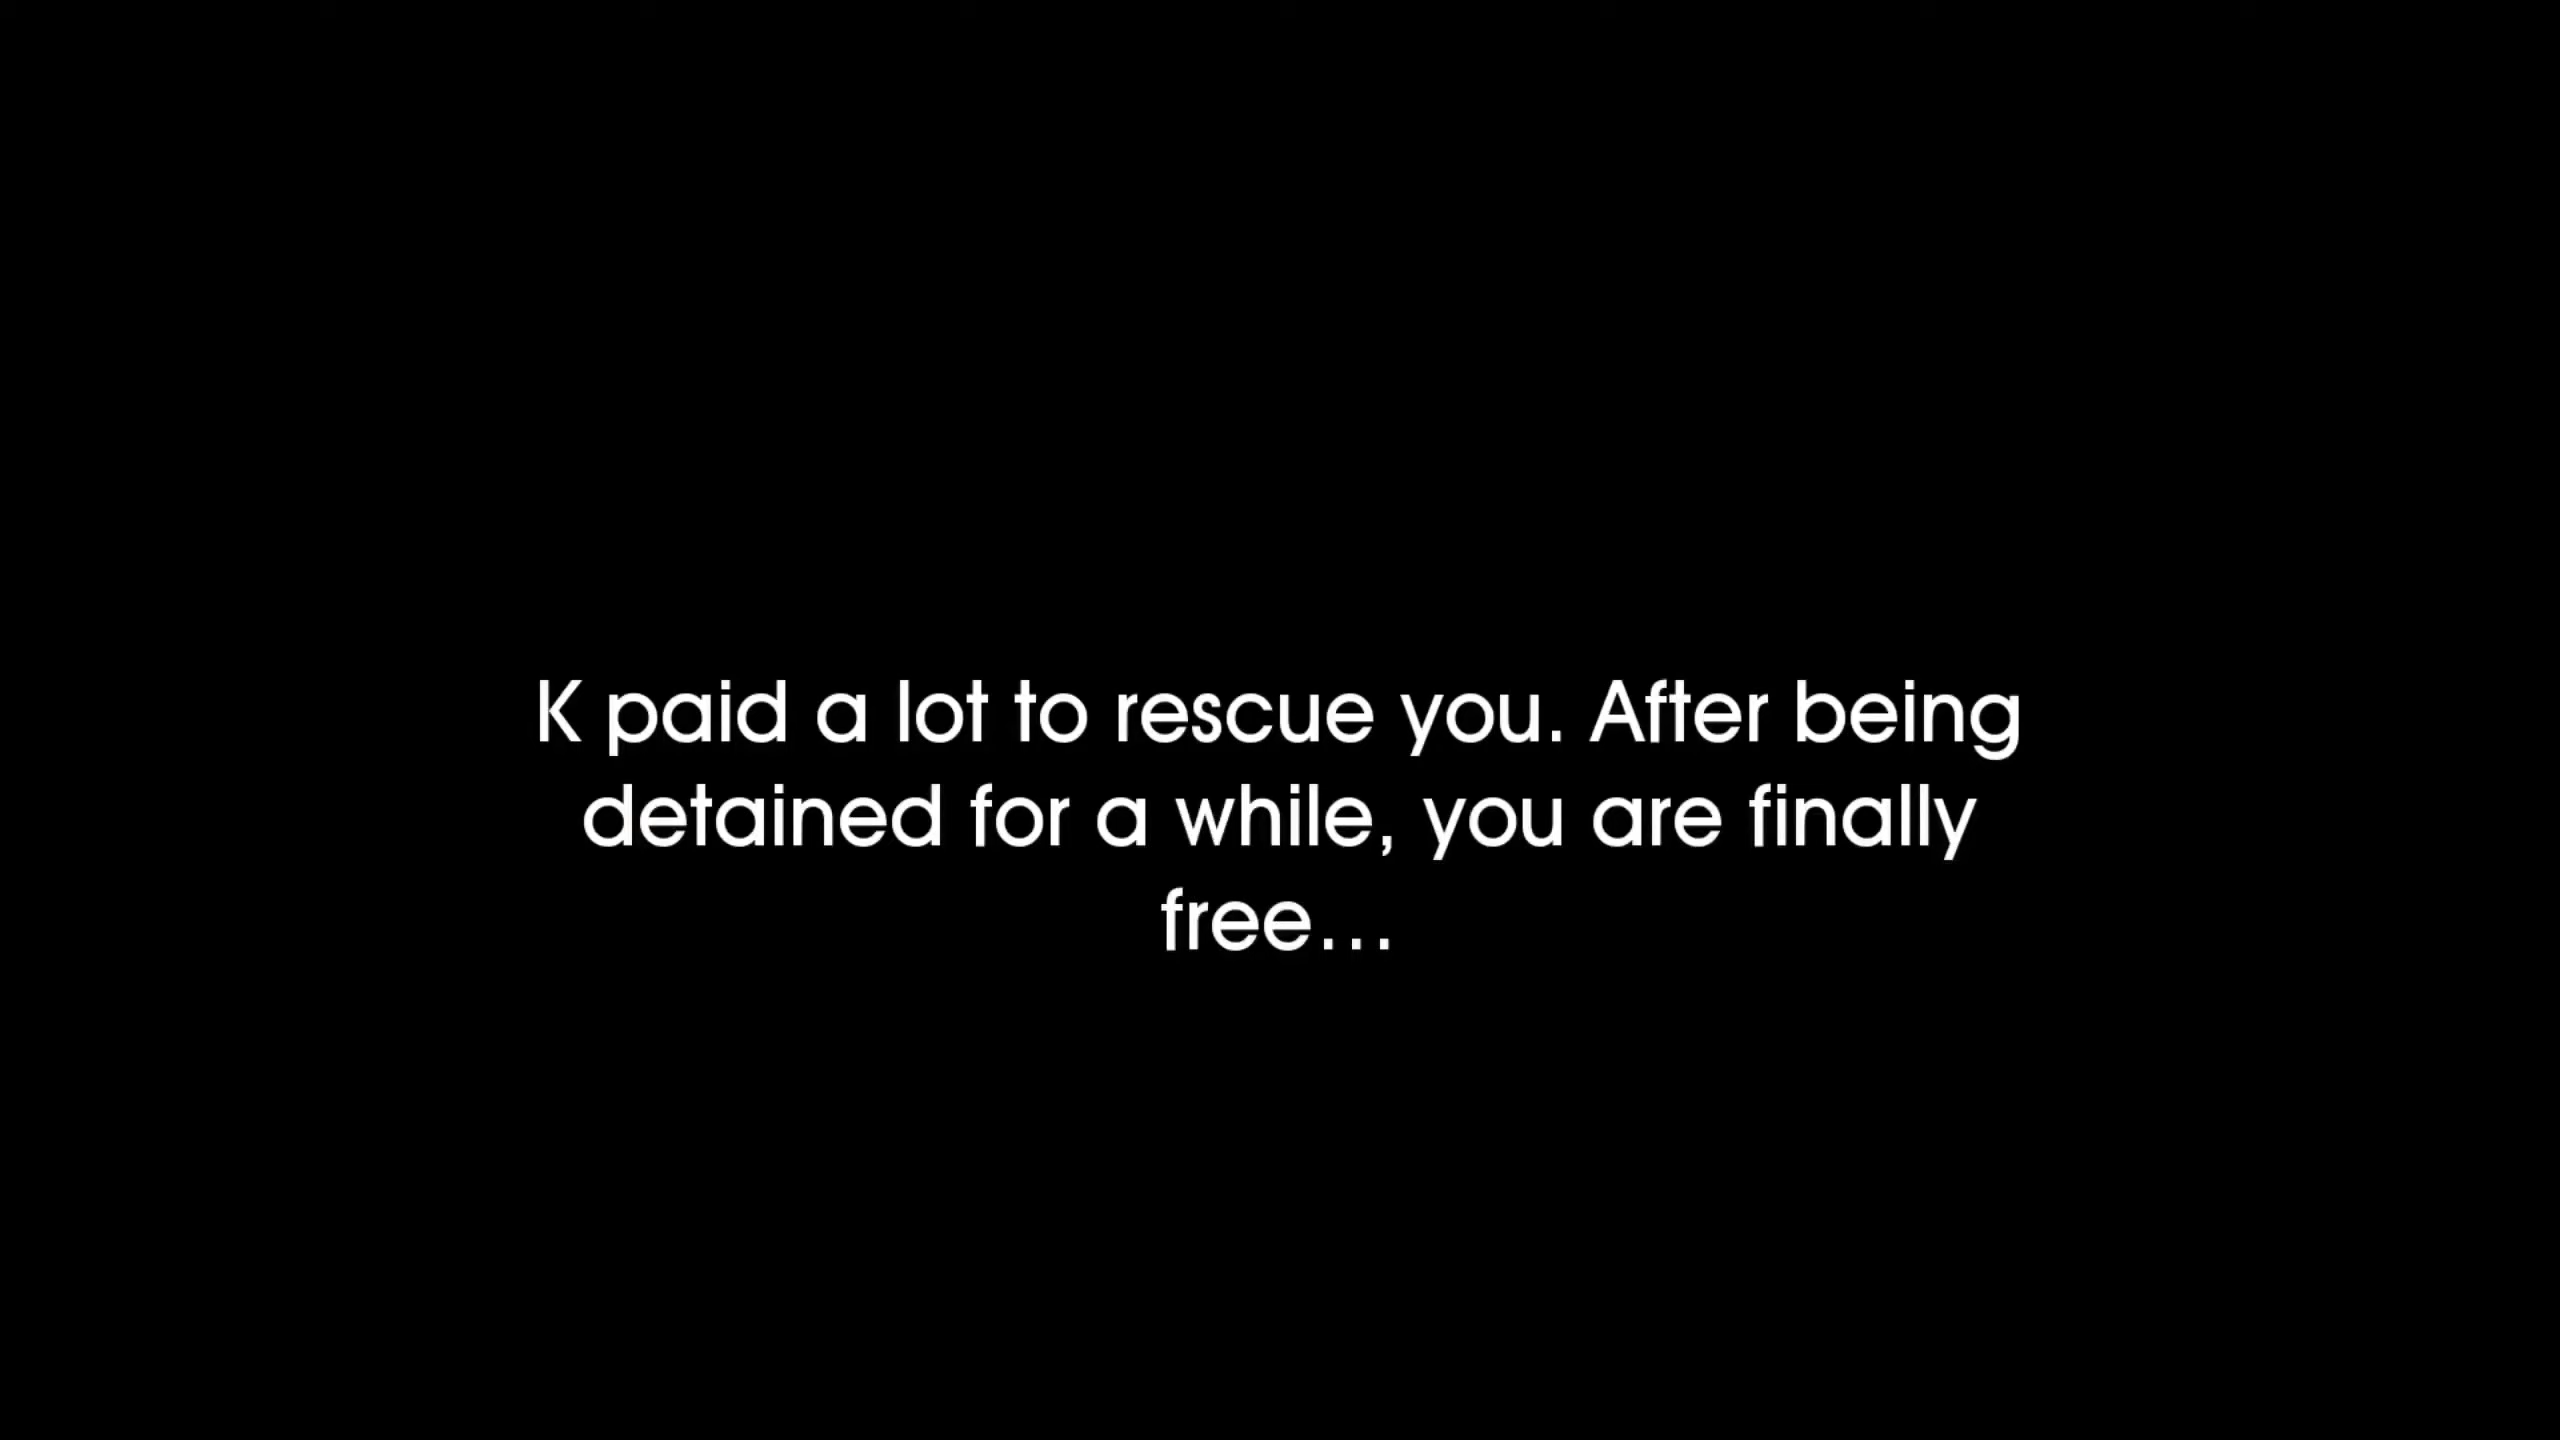 K paid a lot to rescue you. After being
detained for a while, you are finally
free...